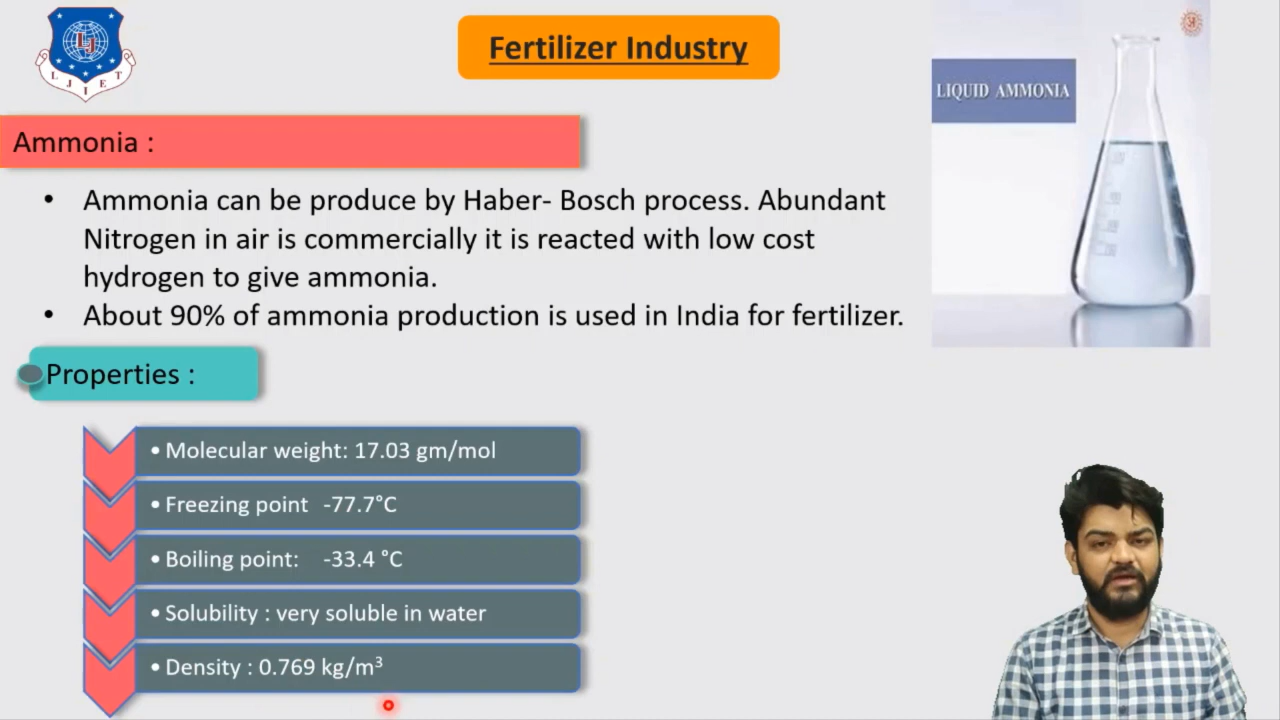 Fertilizer Industry
L J I E T
LJ
LIQUID AMMONIA
Ammonia :
• Ammonia can be produce by Haber- Bosch process. Abundant
Nitrogen in air is commercially it is reacted with low cost
hydrogen to give ammonia.
• About 90% of ammonia production is used in India for fertilizer.
Properties :
• Molecular weight: 17.03 gm/mol
• Freezing point -77.7°C
• Boiling point: -33.4 °C
• Solubility : very soluble in water
• Density : 0.769 kg/m³